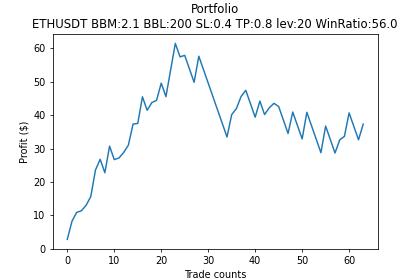 Portfolio
ETHUSDT BBM:2.1 BBL:200 SL:0.4 TP:0.8 lev:20 WinRatio:56.0
60
50
40
30
20
10
0
Profit ($)
0 10 20 30 40 50 60
Trade counts